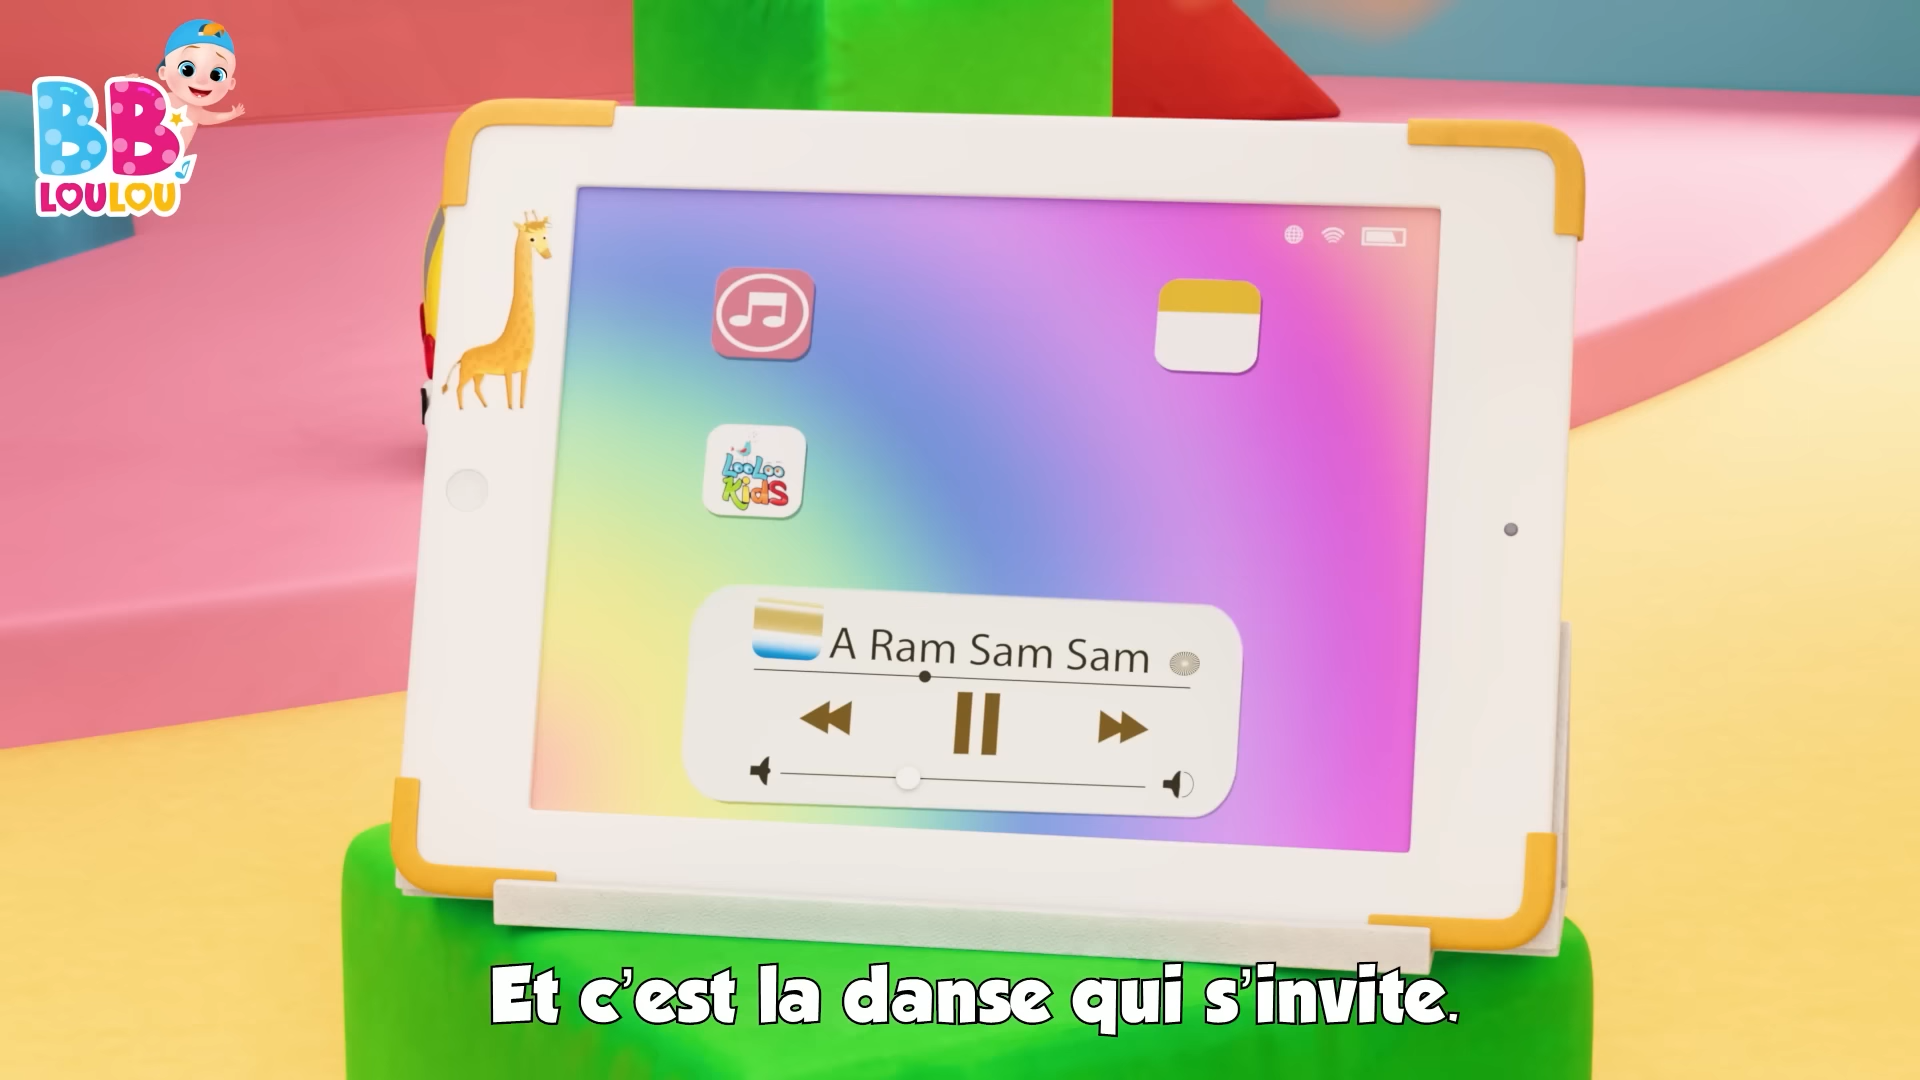 BB
LOULOU
LooLoo
Kids
A Ram Sam Sam
Et c'est la danse qui s'invite.